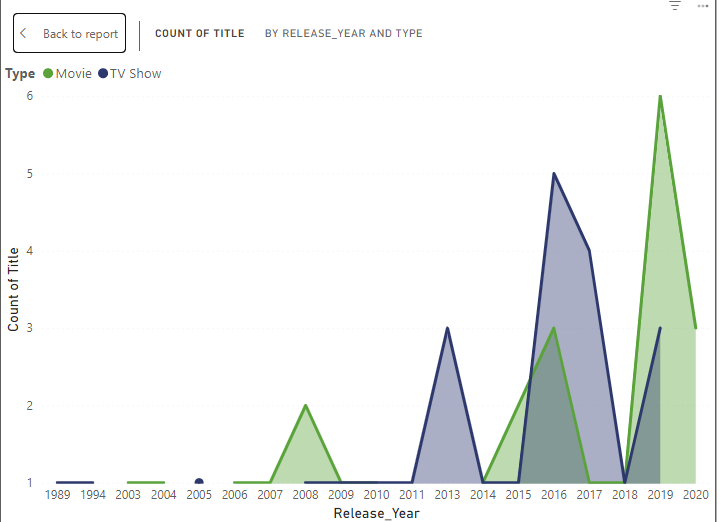 Back to report
COUNT OF TITLE BY RELEASE_YEAR AND TYPE
Type Movie TV Show
6
5
4
3
2
1
Count of Title
1989 1994 2003 2004 2005 2006 2007 2008 2009 2010 2011 2013 2014 2015 2016 2017 2018 2019 2020
Release_Year